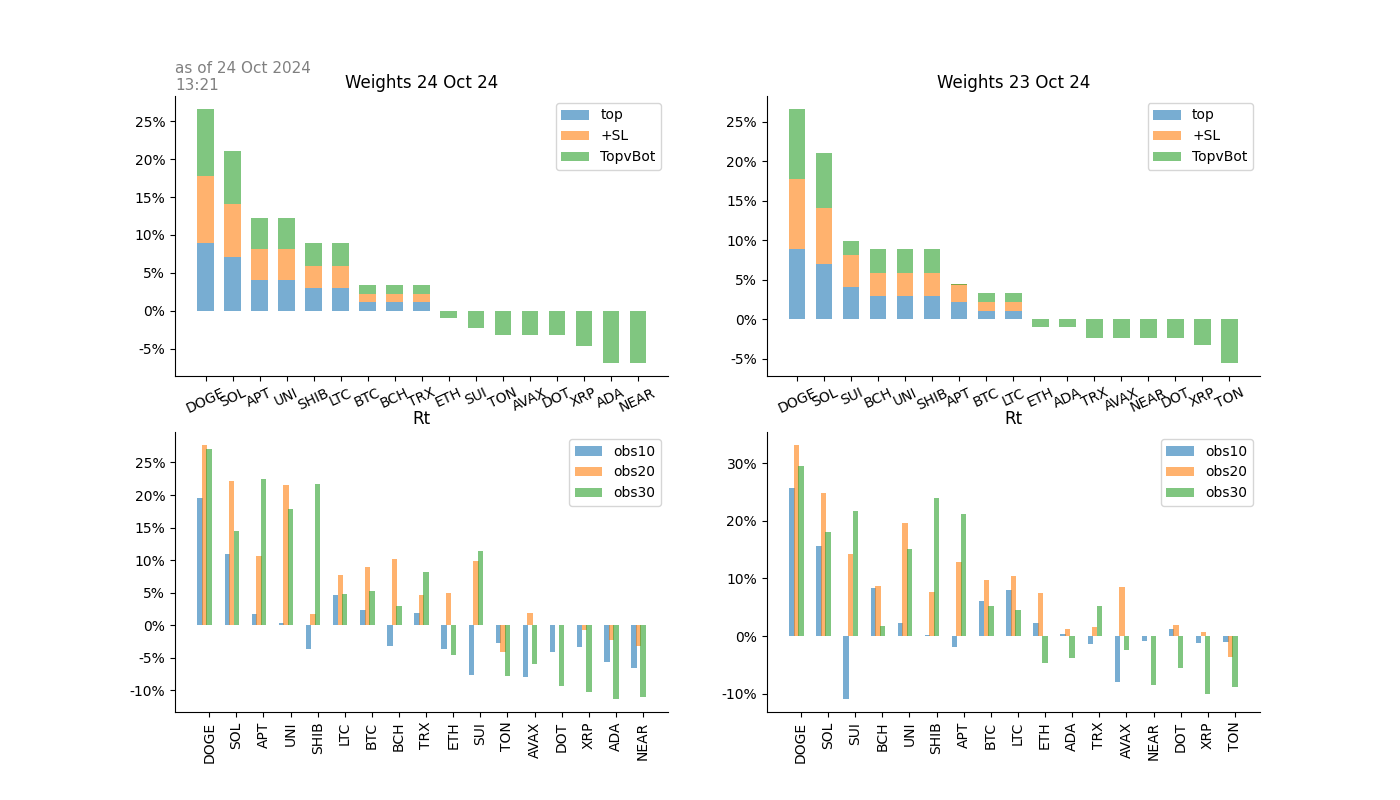 as of 24 Oct 2024
13:21
Weights 24 Oct 24
25%
20%
15%
10%
5%
0%
-5%
top
+SL
TopvBot
DOGE SOL APT UNI SHIB LTC BTC BCH TRX ETH SUI TON AVAX DOT XRP ADA NEAR
Weights 23 Oct 24
25%
20%
15%
10%
5%
0%
-5%
top
+SL
TopvBot
DOGE SOL SUI BCH UNI SHIB APT BTC LTC ETH ADA TRX AVAX NEAR DOT XRP TON
Rt
25%
20%
15%
10%
5%
0%
-5%
-10%
obs10
obs20
obs30
DOGE SOL APT UNI SHIB LTC BTC BCH TRX ETH SUI TON AVAX DOT XRP ADA NEAR
Rt
30%
20%
10%
0%
-10%
obs10
obs20
obs30
DOGE SOL SUI BCH UNI SHIB APT BTC LTC ETH ADA TRX AVAX NEAR DOT XRP TON